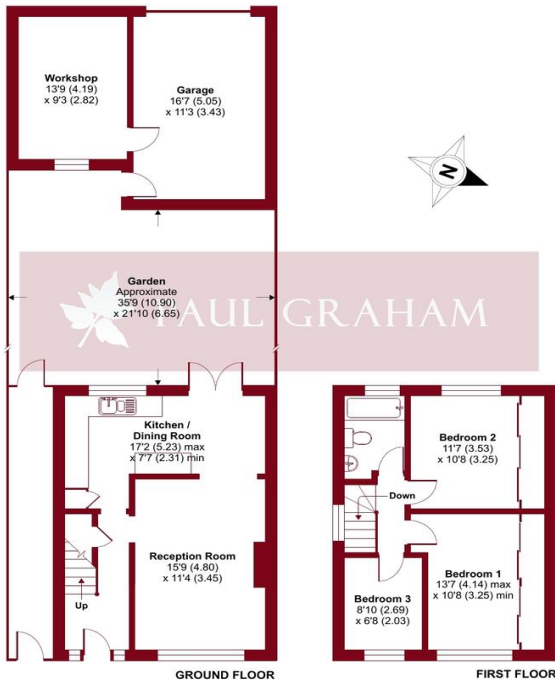 Workshop
13'9 (4.19)
x 9'3 (2.82)
Garage
16'7 (5.05)
x 11'3 (3.43)
N
Garden
Approximate
35'9 (10.90)
x 21'10 (6.65)
PAUL GRAHAM
Kitchen /
Dining Room
17'2 (5.23) max
x 7'7 (2.31) min
Reception Room
15'9 (4.80)
x 11'4 (3.45)
Up
GROUND FLOOR
Bedroom 2
11'7 (3.53)
x 10'8 (3.25)
Down
Bedroom 1
13'7 (4.14) max
x 10'8 (3.25) min
Bedroom 3
8'10 (2.69)
x 6'8 (2.03)
FIRST FLOOR